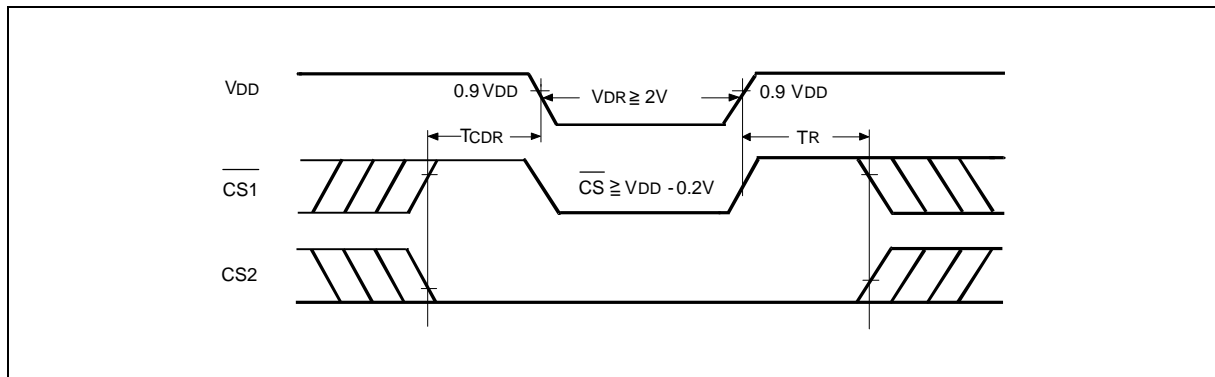 VDD
0.9 VDD
VDR ≧ 2V
0.9 VDD
TCDR
TR
CS1
CS ≧ VDD - 0.2V
CS2